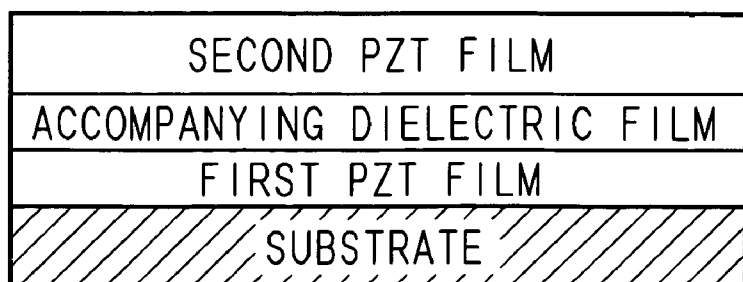 SECOND PZT FILM
ACCOMPANYING DIELECTRIC FILM
FIRST PZT FILM
SUBSTRATE